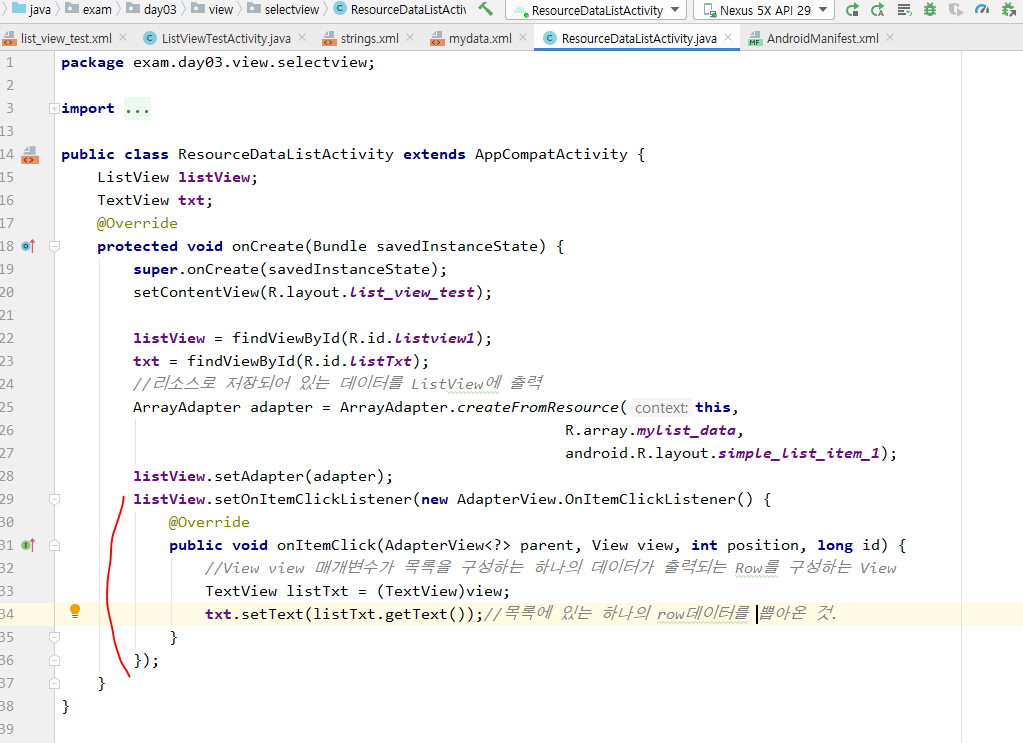 java exam day03 view selectview ResourceDataListActiv ResourceDataListActivity Nexus 5X API 29
list_view_test.xml ListViewTestActivity.java strings.xml mydata.xml ResourceDataListActivity.java AndroidManifest.xml
1 package exam.day03.view.selectview;
2
3 import ...
13
14 public class ResourceDataListActivity extends AppCompatActivity {
15 ListView listView;
16 TextView txt;
17 @Override
18 protected void onCreate(Bundle savedInstanceState) {
19 super.onCreate(savedInstanceState);
20 setContentView(R.layout.list_view_test);
21
22 listView = findViewById(R.id.listview1);
23 txt = findViewById(R.id.listTxt);
24 //리소스로 저장되어 있는 데이터를 ListView에 출력
25 ArrayAdapter adapter = ArrayAdapter.createFromResource( context: this,
26 R.array.mylist_data,
27 android.R.layout.simple_list_item_1);
28 listView.setAdapter(adapter);
29 listView.setOnItemClickListener(new AdapterView.OnItemClickListener() {
30 @Override
31 public void onItemClick(AdapterView<?> parent, View view, int position, long id) {
32 //View view 매개변수가 목록을 구성하는 하나의 데이터가 출력되는 Row를 구성하는 View
33 TextView listTxt = (TextView)view;
34 txt.setText(listTxt.getText());//목록에 있는 하나의 row데이터를 뽑아온 것.
35 }
36 });
37 }
38 }
39